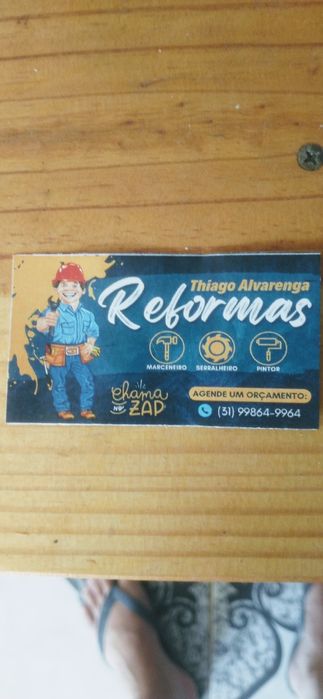 Thiago Alvarenga
Reformas
MARCENEIRO SERRALHEIRO PINTOR
chama
no ZAP
AGENDE UM ORÇAMENTO:
(31) 99864-9964